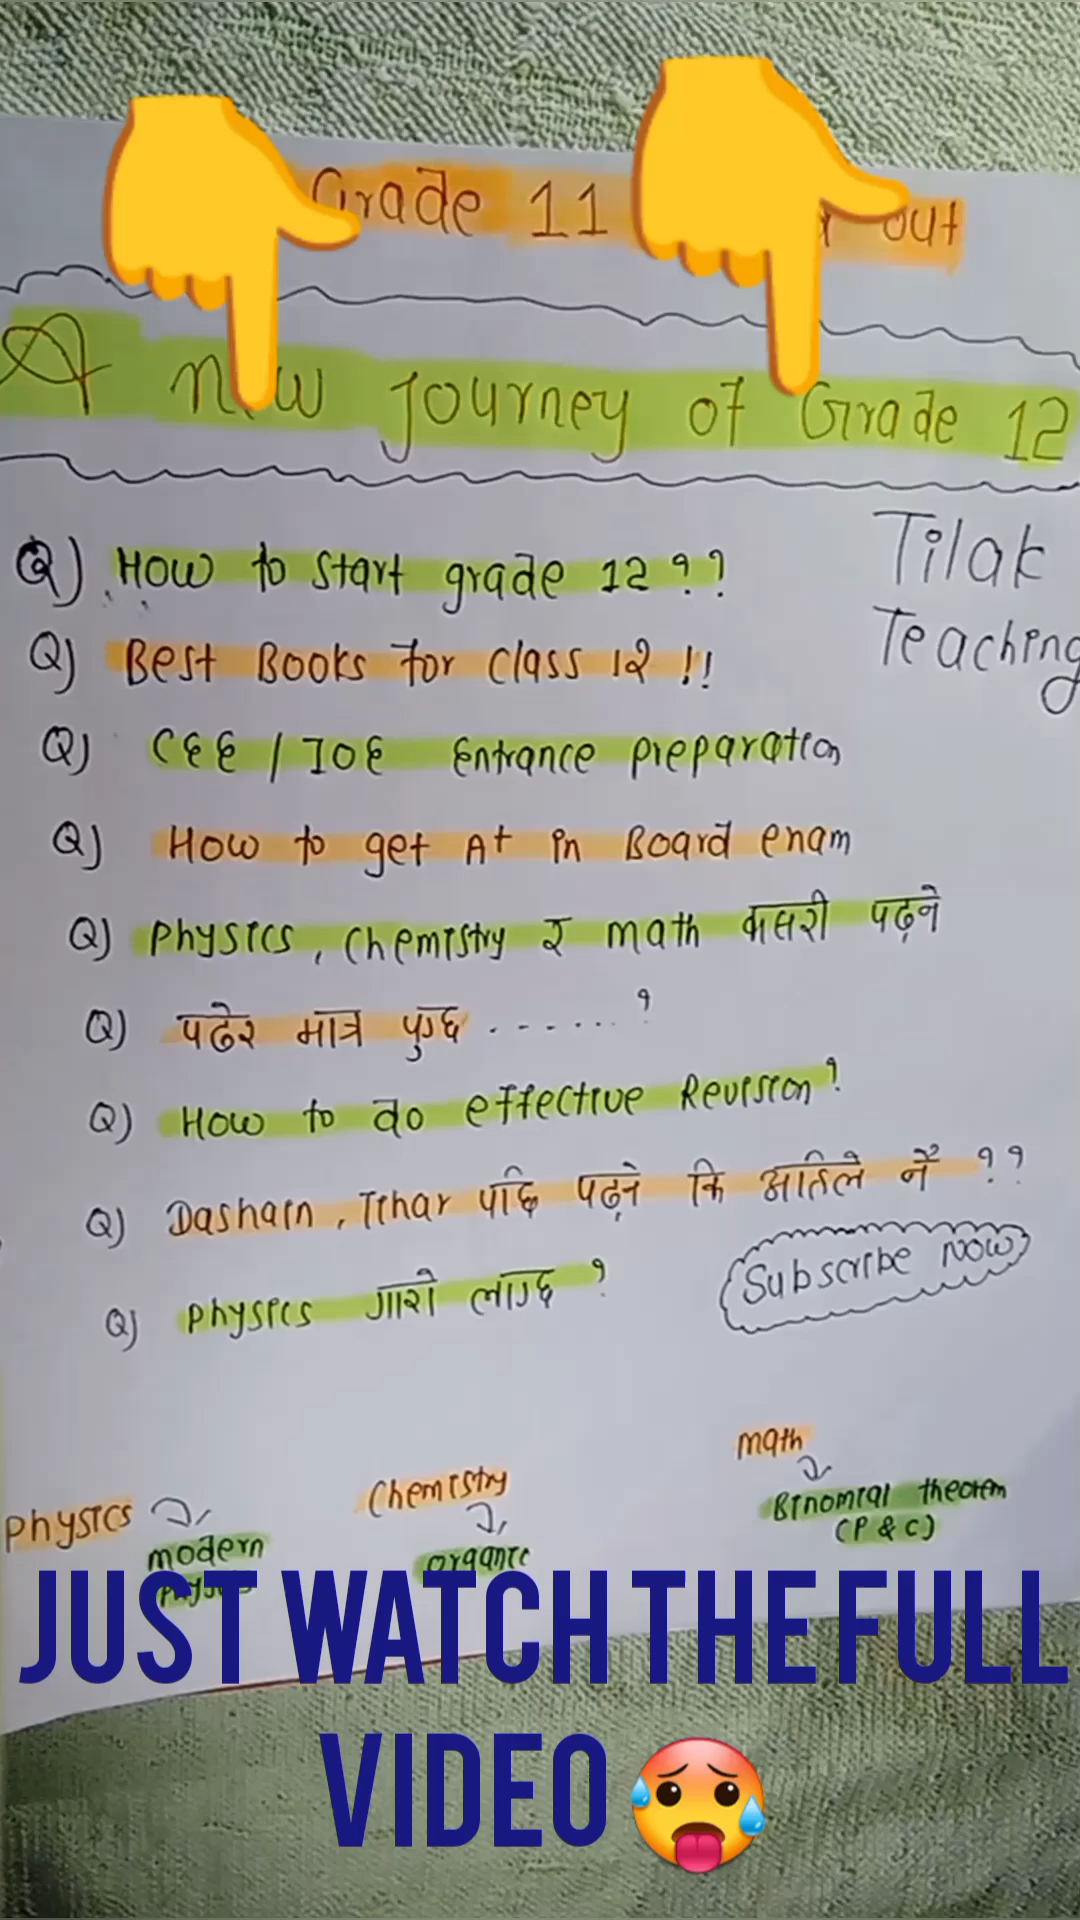 Grade 11 out
A New Journey of Grade 12
Tilak
Teaching
Q) How to start grade 12 ??
Q) Best Books for class 12 !!
Q) CEE / IOE Entrance preparation
Q) How to get A+ in Board enam
Q) Physics, Chemistry र math कसरी पढ्ने
Q) पढेर मात्र पुग्छ .......?
Q) How to do effective Revision?
Q) Dashain, Tihar पछि पढ्ने कि अहिले नै ??
Q) Physics गारो लाग्छ ?
Subscribe Now
Physics
modern
Physics
Chemistry
organic
math
Binomial theorem
(P & C)
JUST WATCH THE FULL
VIDEO 🥵